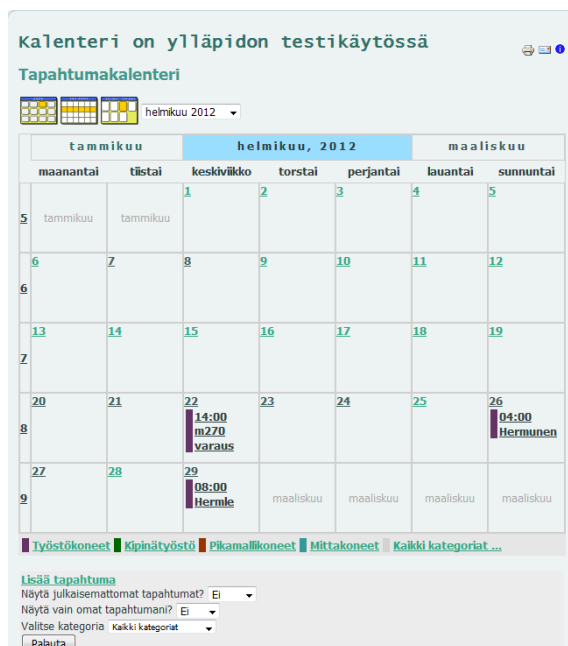 Kalenteri on ylläpidon testikäytössä
Tapahtumakalenteri
helmikuu 2012
tammikuu helmikuu, 2012 maaliskuu
maanantai tiistai keskiviikko torstai perjantai lauantai sunnuntai
5 tammikuu tammikuu 1 2 3 4 5
6 6 7 8 9 10 11 12
7 13 14 15 16 17 18 19
8 20 21 22 23 24 25 26
14:00 04:00
m270 Hermunen
varaus
9 27 28 29 maaliskuu maaliskuu maaliskuu maaliskuu
08:00
Hermle
Työstökoneet Kipinätyöstö Pikamallikoneet Mittakoneet Kaikki kategoriat ...
Lisää tapahtuma
Näytä julkaisemattomat tapahtumat? Ei
Näytä vain omat tapahtumani? Ei
Valitse kategoria Kaikki kategoriat
Palauta